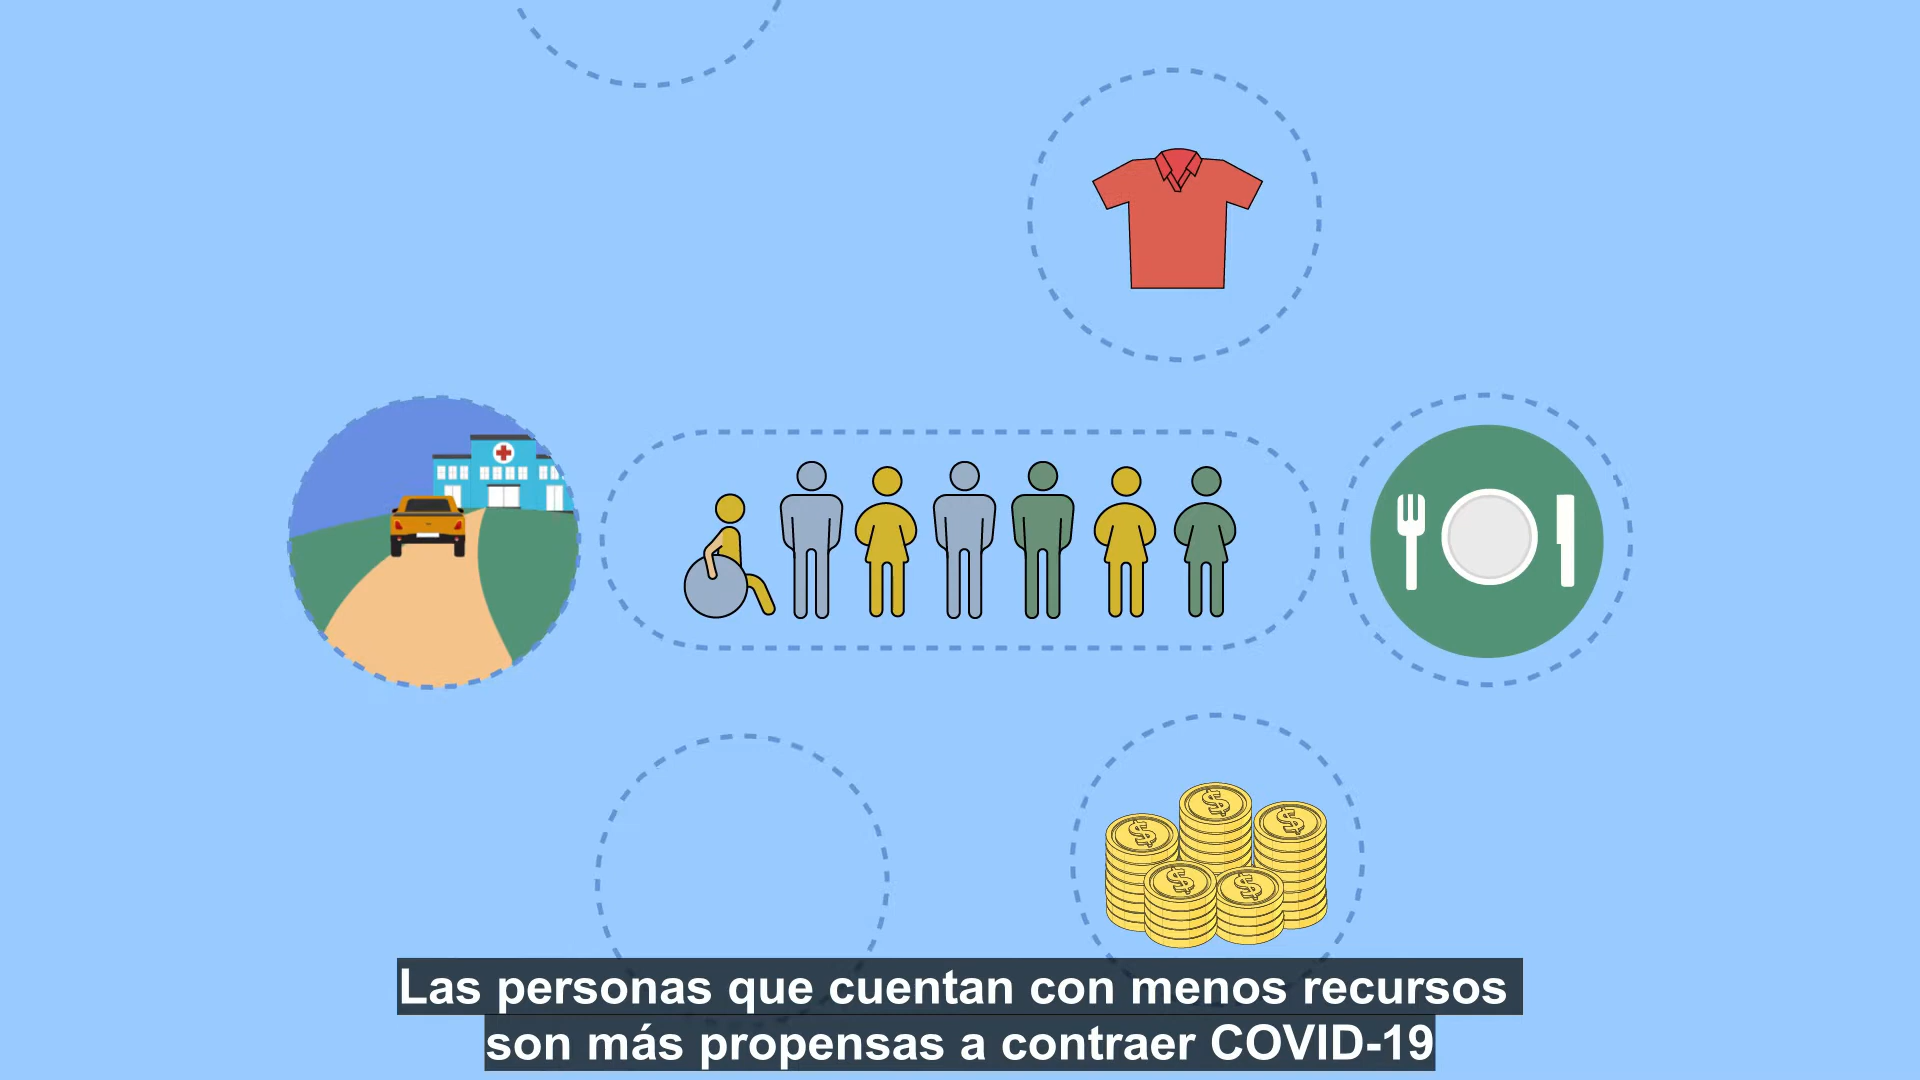 Las personas que cuentan con menos recursos
son más propensas a contraer COVID-19